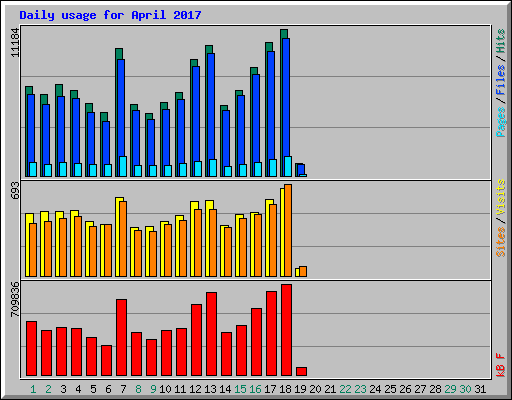 Daily usage for April 2017
11184
Pages / Files / Hits
693
Sites / Visits
709836
kB F
1 2 3 4 5 6 7 8 9 10 11 12 13 14 15 16 17 18 19 20 21 22 23 24 25 26 27 28 29 30 31